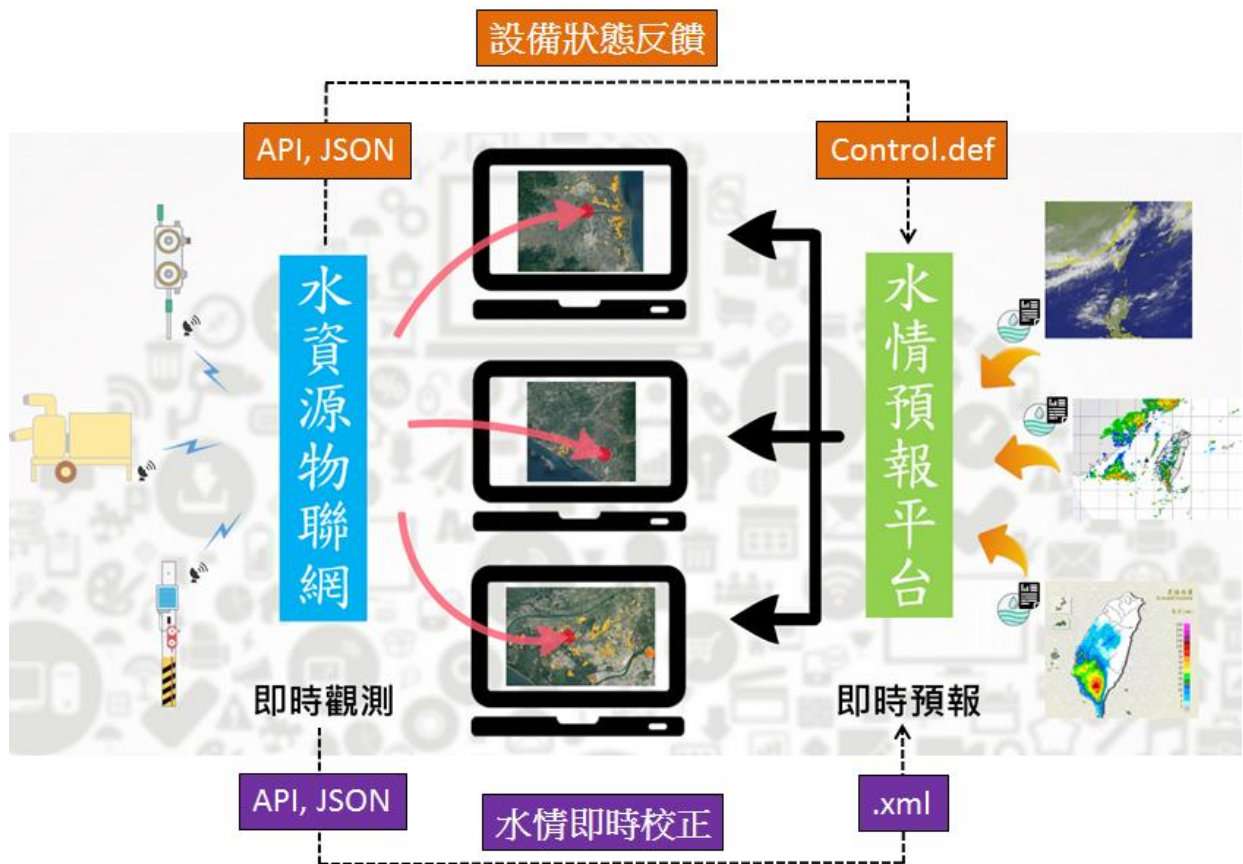 設備狀態反饋
API, JSON
Control.def
水資源物聯網
水情預報平台
即時觀測
即時預報
API, JSON
.xml
水情即時校正